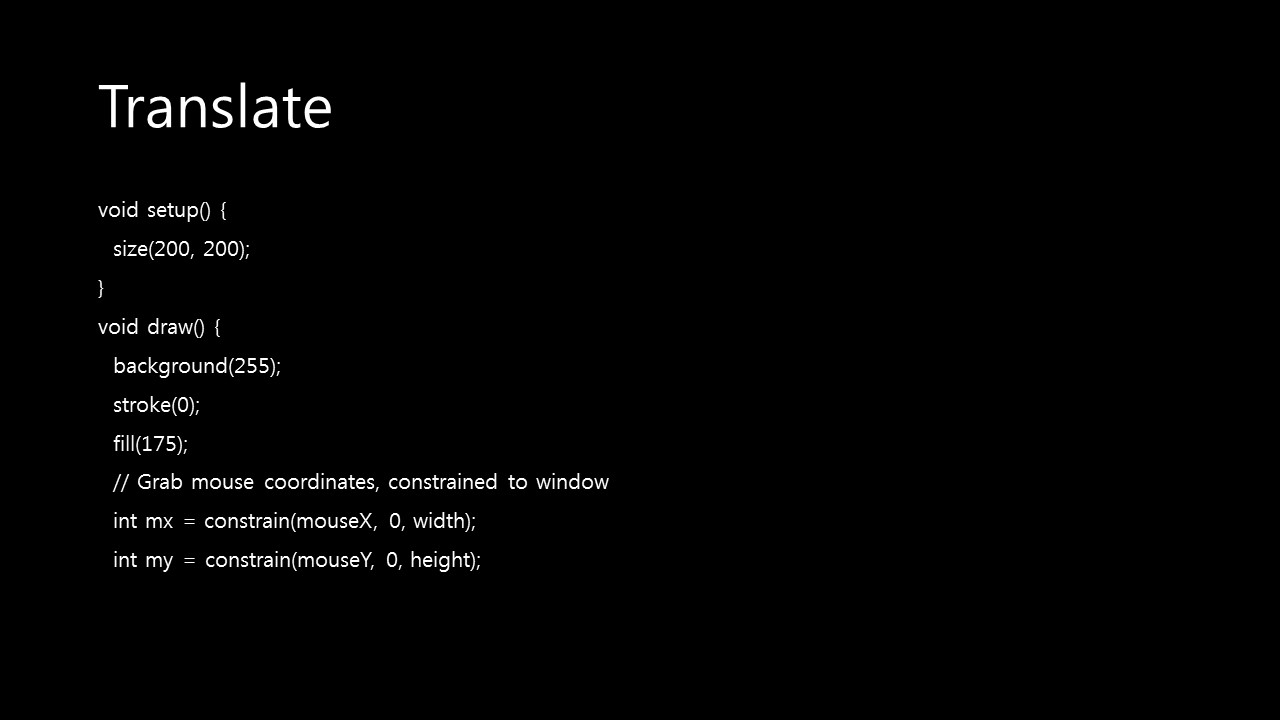 Translate
void setup() {
size(200, 200);
}
void draw() {
background(255);
stroke(0);
fill(175);
// Grab mouse coordinates, constrained to window
int mx = constrain(mouseX, 0, width);
int my = constrain(mouseY, 0, height);